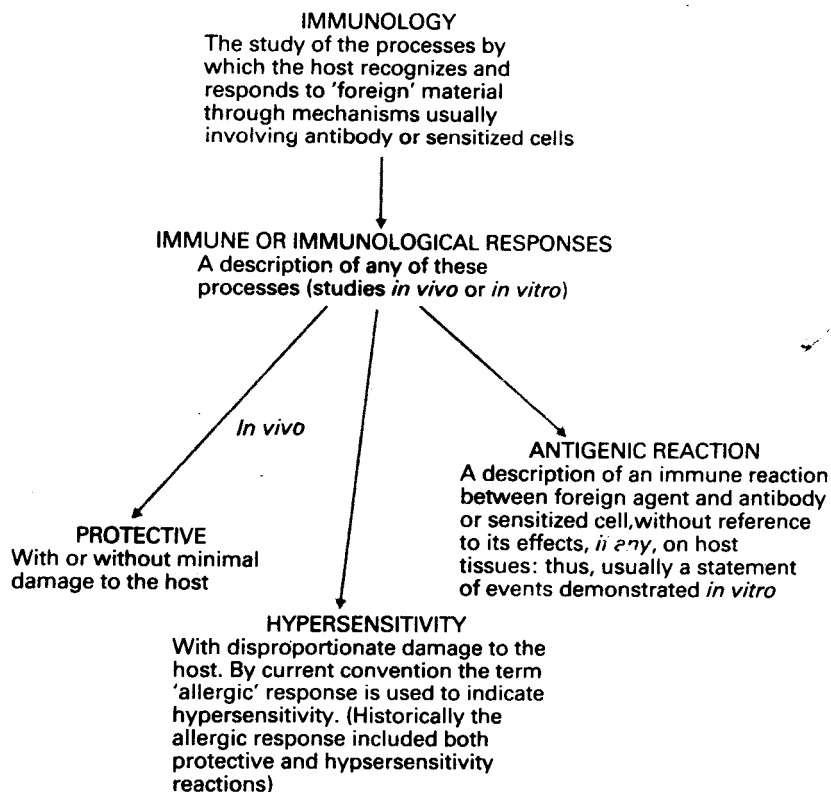 IMMUNOLOGY
The study of the processes by
which the host recognizes and
responds to 'foreign' material
through mechanisms usually
involving antibody or sensitized cells
IMMUNE OR IMMUNOLOGICAL RESPONSES
A description of any of these
processes (studies in vivo or in vitro)
In vivo
PROTECTIVE
With or without minimal
damage to the host
HYPERSENSITIVITY
With disproportionate damage to the
host. By current convention the term
'allergic' response is used to indicate
hypersensitivity. (Historically the
allergic response included both
protective and hypsersensitivity
reactions)
ANTIGENIC REACTION
A description of an immune reaction
between foreign agent and antibody
or sensitized cell, without reference
to its effects, if any, on host
tissues: thus, usually a statement
of events demonstrated in vitro